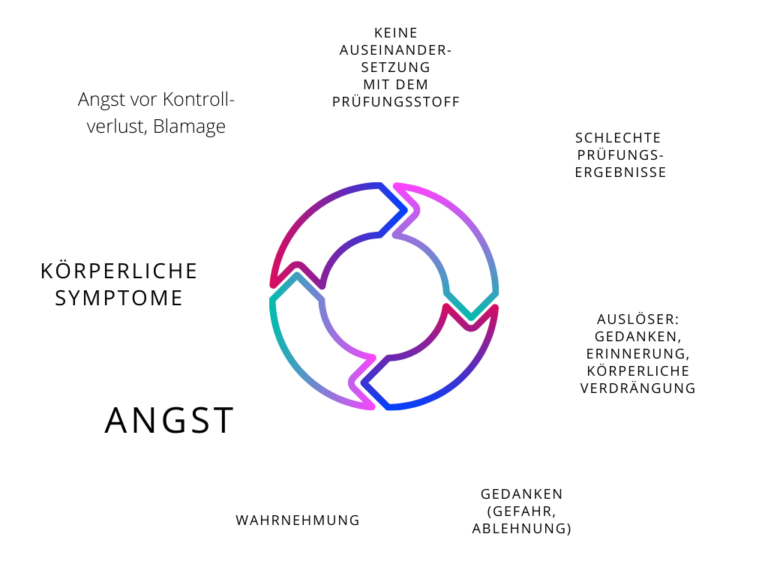 KEINE
AUSEINANDER-
SETZUNG
MIT DEM
PRÜFUNGSSTOFF
Angst vor Kontroll-
verlust, Blamage
SCHLECHTE
PRÜFUNGS-
ERGEBNISSE
KÖRPERLICHE
SYMPTOME
AUSLÖSER:
GEDANKEN,
ERINNERUNG,
KÖRPERLICHE
VERDRÄNGUNG
ANGST
WAHRNEHMUNG
GEDANKEN
(GEFAHR,
ABLEHNUNG)